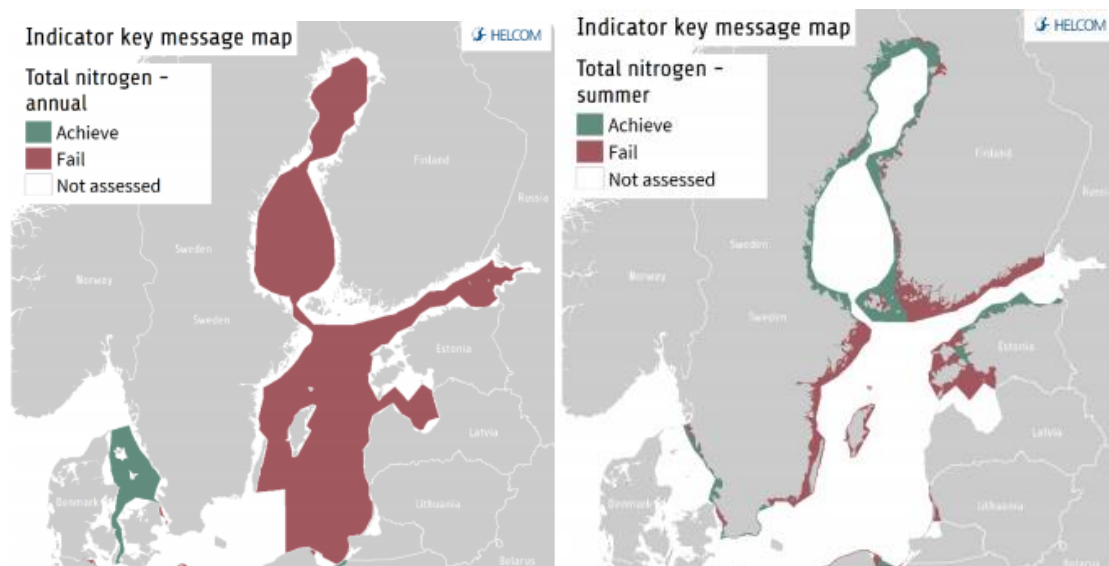 Indicator key message map
HELCOM
Total nitrogen –
annual
Achieve
Fail
Not assessed
Finland
Russia
Sweden
Norway
Sweden
Estonia
Latvia
Denmark
Lithuania
Belarus
Indicator key message map
HELCOM
Total nitrogen –
summer
Achieve
Fail
Not assessed
Finland
Russia
Sweden
Norway
Sweden
Estonia
Latvia
Denmark
Lithuania
Belarus